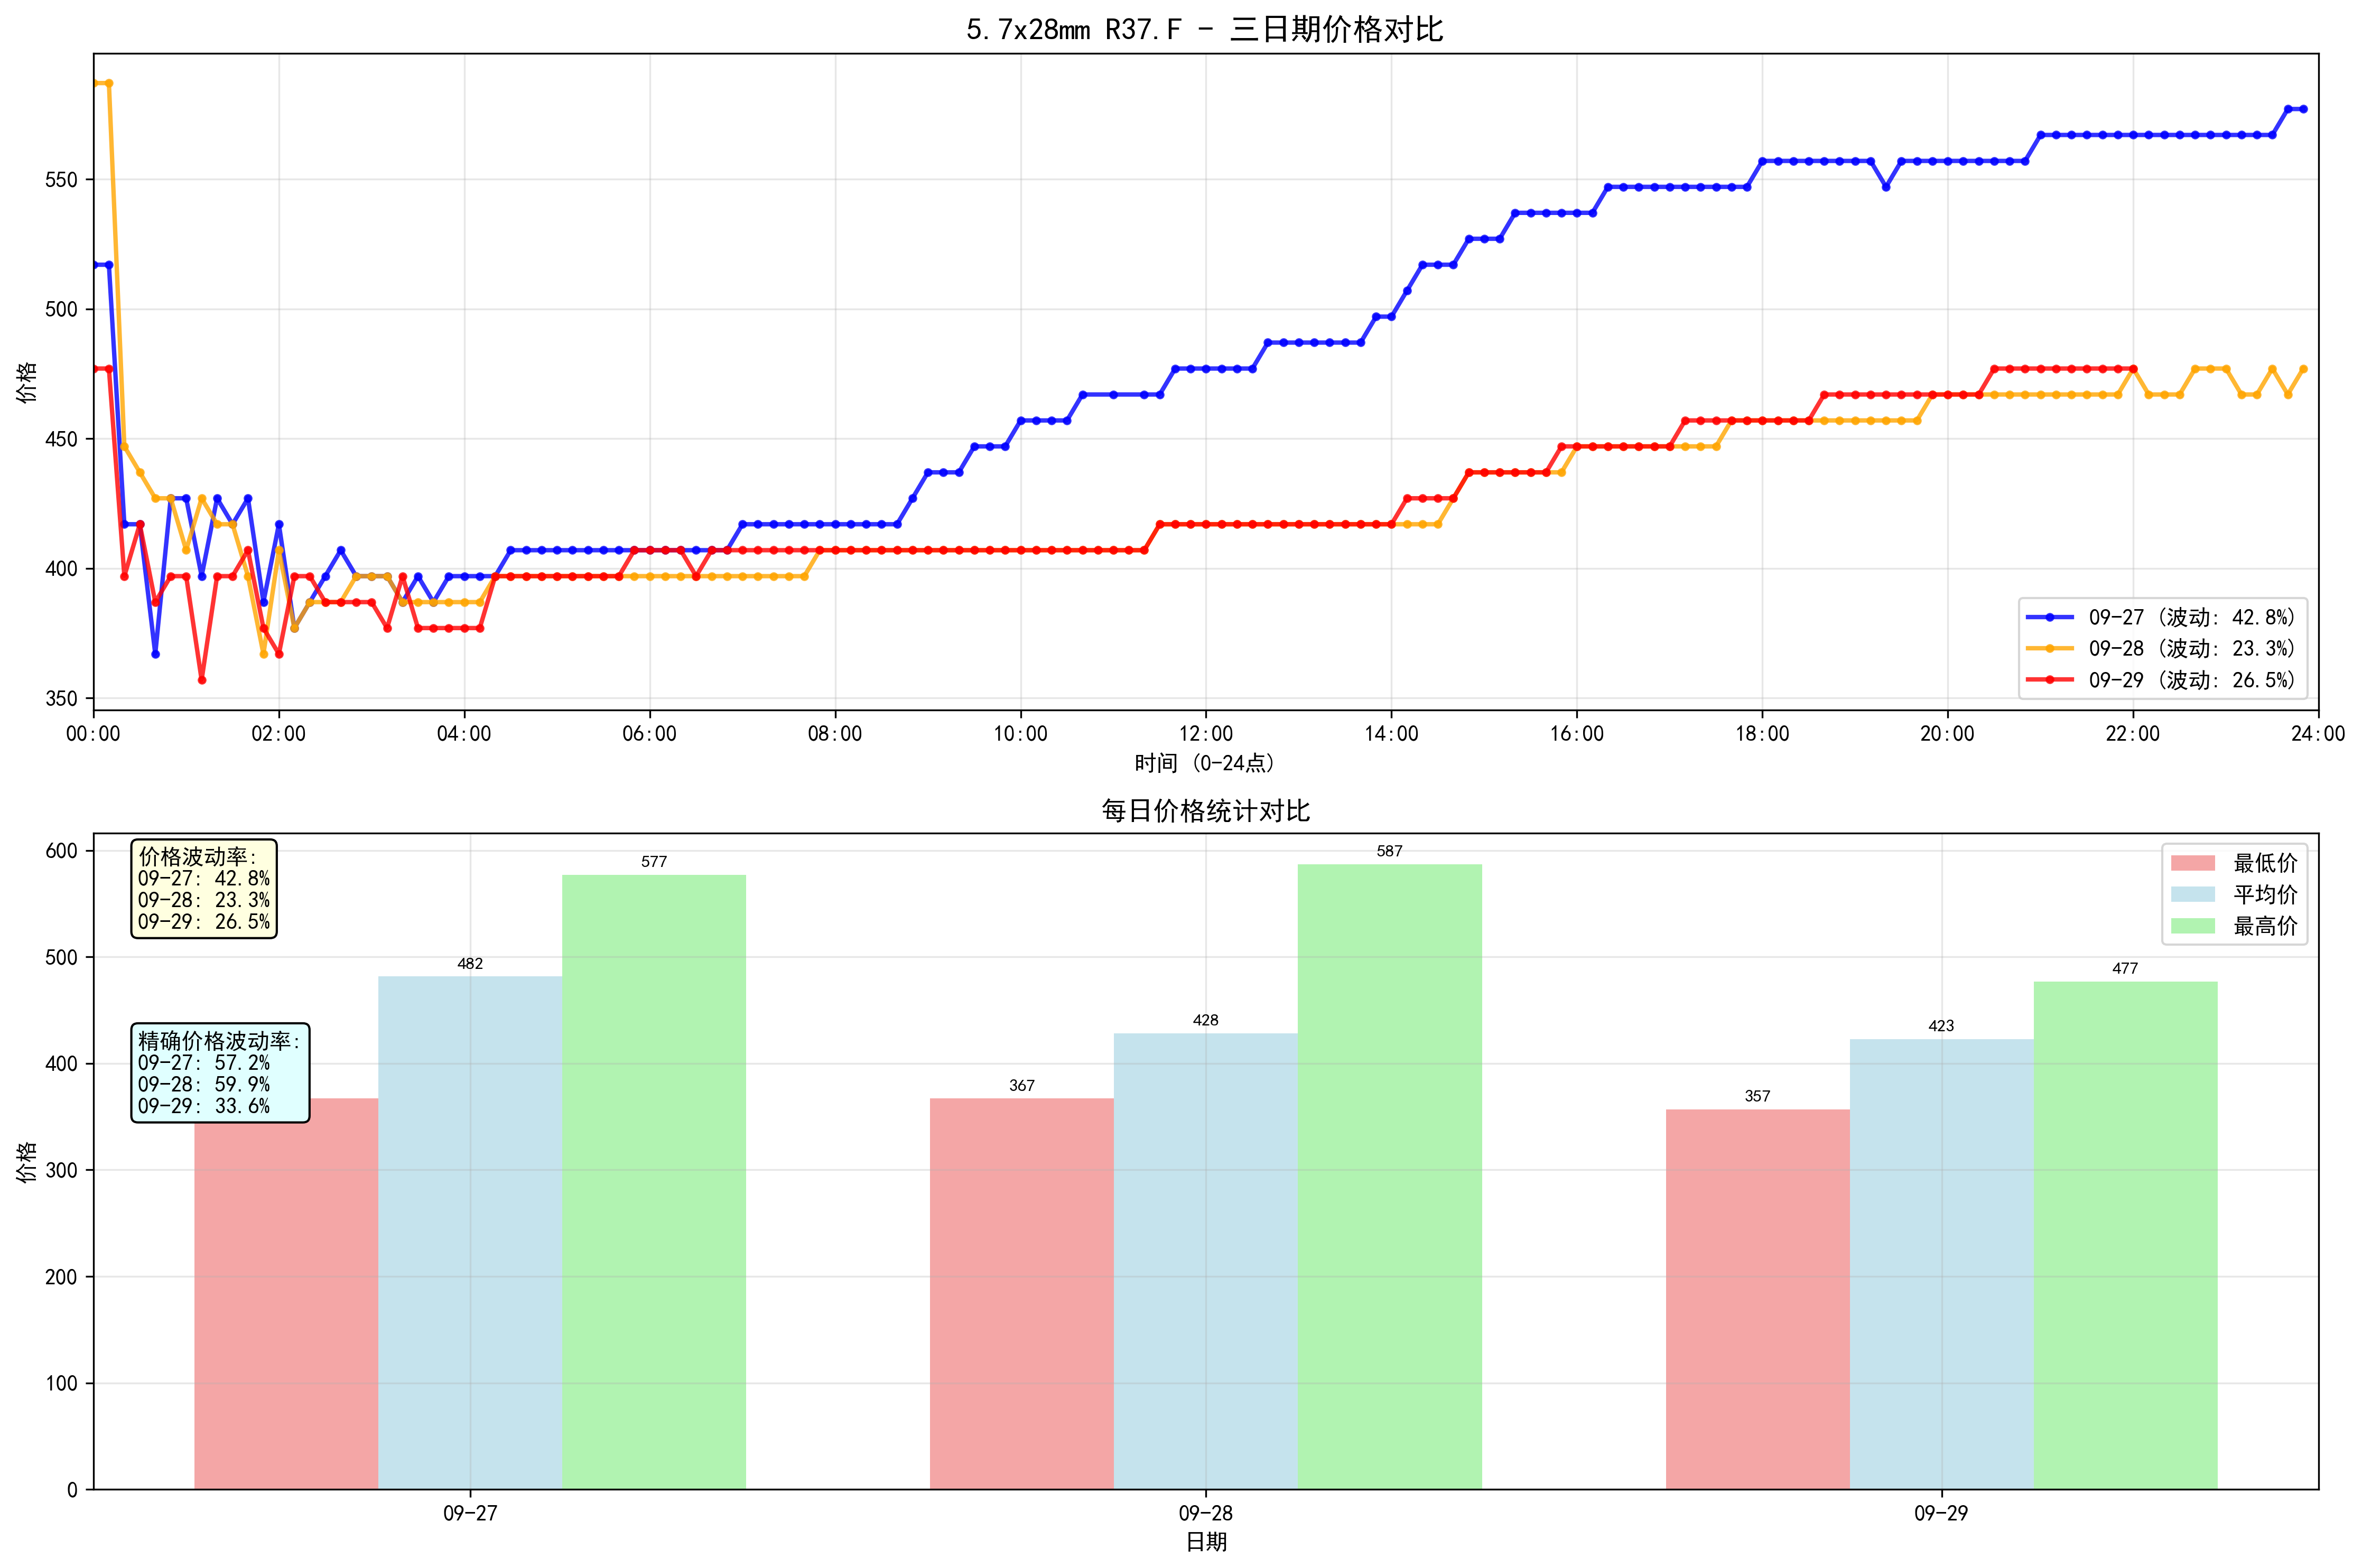 5.7x28mm R37.F - 三日期价格对比
价格
550
500
450
400
350
00:00 02:00 04:00 06:00 08:00 10:00 12:00 14:00 16:00 18:00 20:00 22:00 24:00
时间 (0-24点)
09-27 (波动: 42.8%)
09-28 (波动: 23.3%)
09-29 (波动: 26.5%)
每日价格统计对比
价格
600
500
400
300
200
100
0
价格波动率:
09-27: 42.8%
09-28: 23.3%
09-29: 26.5%
精确价格波动率:
09-27: 57.2%
09-28: 59.9%
09-29: 33.6%
482
577
367
428
587
357
423
477
最低价
平均价
最高价
09-27 09-28 09-29
日期